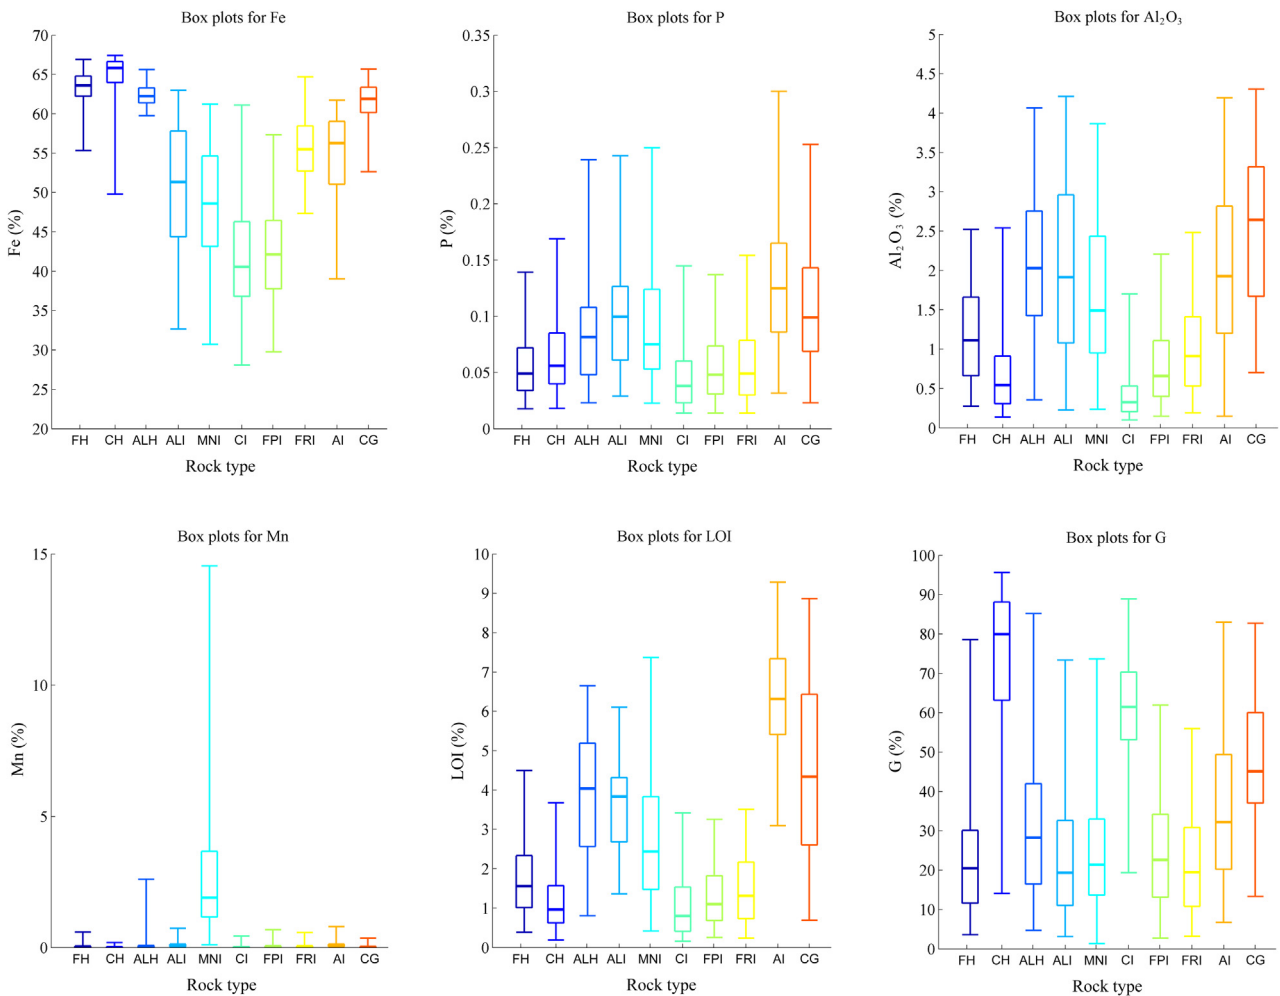 Box plots for Fe
70
65
60
55
50
45
40
35
30
25
20
Fe (%)
FH CH ALH ALI MNI CI FPI FRI AI CG
Rock type
Box plots for P
0.35
0.3
0.25
0.2
0.15
0.1
0.05
0
P (%)
FH CH ALH ALI MNI CI FPI FRI AI CG
Rock type
Box plots for Al₂O₃
5
4.5
4
3.5
3
2.5
2
1.5
1
0.5
0
Al₂O₃ (%)
FH CH ALH ALI MNI CI FPI FRI AI CG
Rock type
Box plots for Mn
15
10
5
0
Mn (%)
FH CH ALH ALI MNI CI FPI FRI AI CG
Rock type
Box plots for LOI
10
9
8
7
6
5
4
3
2
1
0
LOI (%)
FH CH ALH ALI MNI CI FPI FRI AI CG
Rock type
Box plots for G
100
90
80
70
60
50
40
30
20
10
0
G (%)
FH CH ALH ALI MNI CI FPI FRI AI CG
Rock type